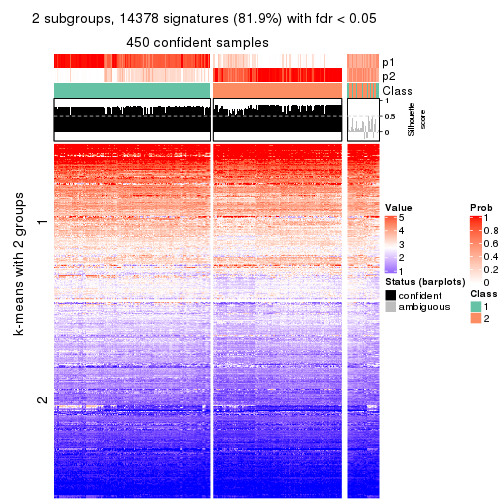 2 subgroups, 14378 signatures (81.9%) with fdr < 0.05
450 confident samples
p1
p2
Class
1
0.5
0
Silhouette
score
k-means with 2 groups
1
2
Value
5
4
3
2
1
Status (barplots)
confident
ambiguous
Prob
1
0.8
0.6
0.4
0.2
0
Class
1
2